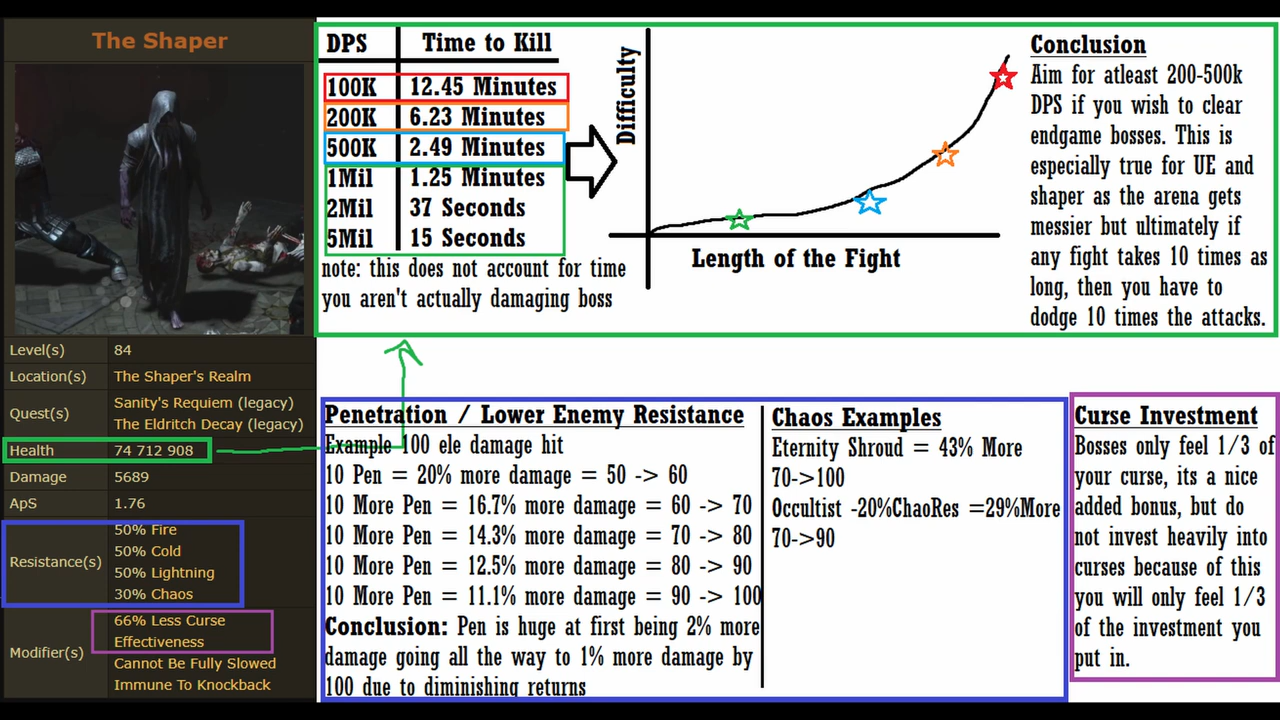 The Shaper
Level(s) 84
Location(s) The Shaper's Realm
Quest(s) Sanity's Requiem (legacy)
The Eldritch Decay (legacy)
Health 74 712 908
Damage 5689
ApS 1.76
Resistance(s) 50% Fire
50% Cold
50% Lightning
30% Chaos
Modifier(s) 66% Less Curse
Effectiveness
Cannot Be Fully Slowed
Immune To Knockback
DPS Time to Kill
100K 12.45 Minutes
200K 6.23 Minutes
500K 2.49 Minutes
1Mil 1.25 Minutes
2Mil 37 Seconds
5Mil 15 Seconds
note: this does not account for time
you aren't actually damaging boss
Difficulty
Length of the Fight
Conclusion
Aim for atleast 200-500k
DPS if you wish to clear
endgame bosses. This is
especially true for UE and
shaper as the arena gets
messier but ultimately if
any fight takes 10 times as
long, then you have to
dodge 10 times the attacks.
Penetration / Lower Enemy Resistance
Example 100 ele damage hit
10 Pen = 20% more damage = 50 -> 60
10 More Pen = 16.7% more damage = 60 -> 70
10 More Pen = 14.3% more damage = 70 -> 80
10 More Pen = 12.5% more damage = 80 -> 90
10 More Pen = 11.1% more damage = 90 -> 100
Conclusion: Pen is huge at first being 2% more
damage going all the way to 1% more damage by
100 due to diminishing returns
Chaos Examples
Eternity Shroud = 43% More
70->100
Occultist -20%ChaoRes =29%More
70->90
Curse Investment
Bosses only feel 1/3 of
your curse, its a nice
added bonus, but do
not invest heavily into
curses because of this
you will only feel 1/3
of the investment you
put in.